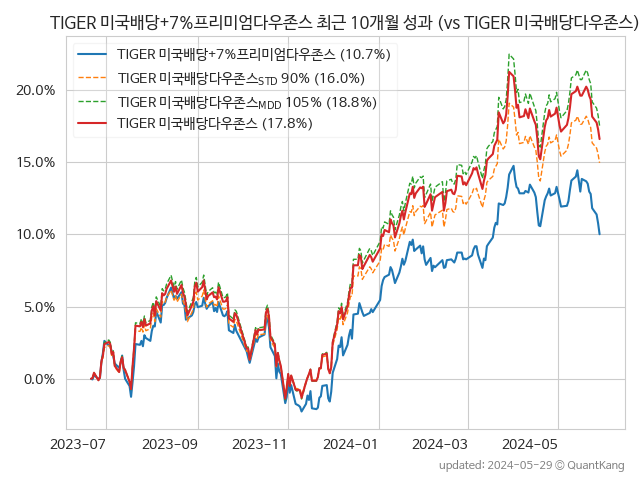 TIGER 미국배당+7%프리미엄다우존스 최근 10개월 성과 (vs TIGER 미국배당다우존스)
TIGER 미국배당+7%프리미엄다우존스 (10.7%)
TIGER 미국배당다우존스STD 90% (16.0%)
TIGER 미국배당다우존스MDD 105% (18.8%)
TIGER 미국배당다우존스 (17.8%)
20.0%
15.0%
10.0%
5.0%
0.0%
2023-07 2023-09 2023-11 2024-01 2024-03 2024-05
updated: 2024-05-29 © QuantKang